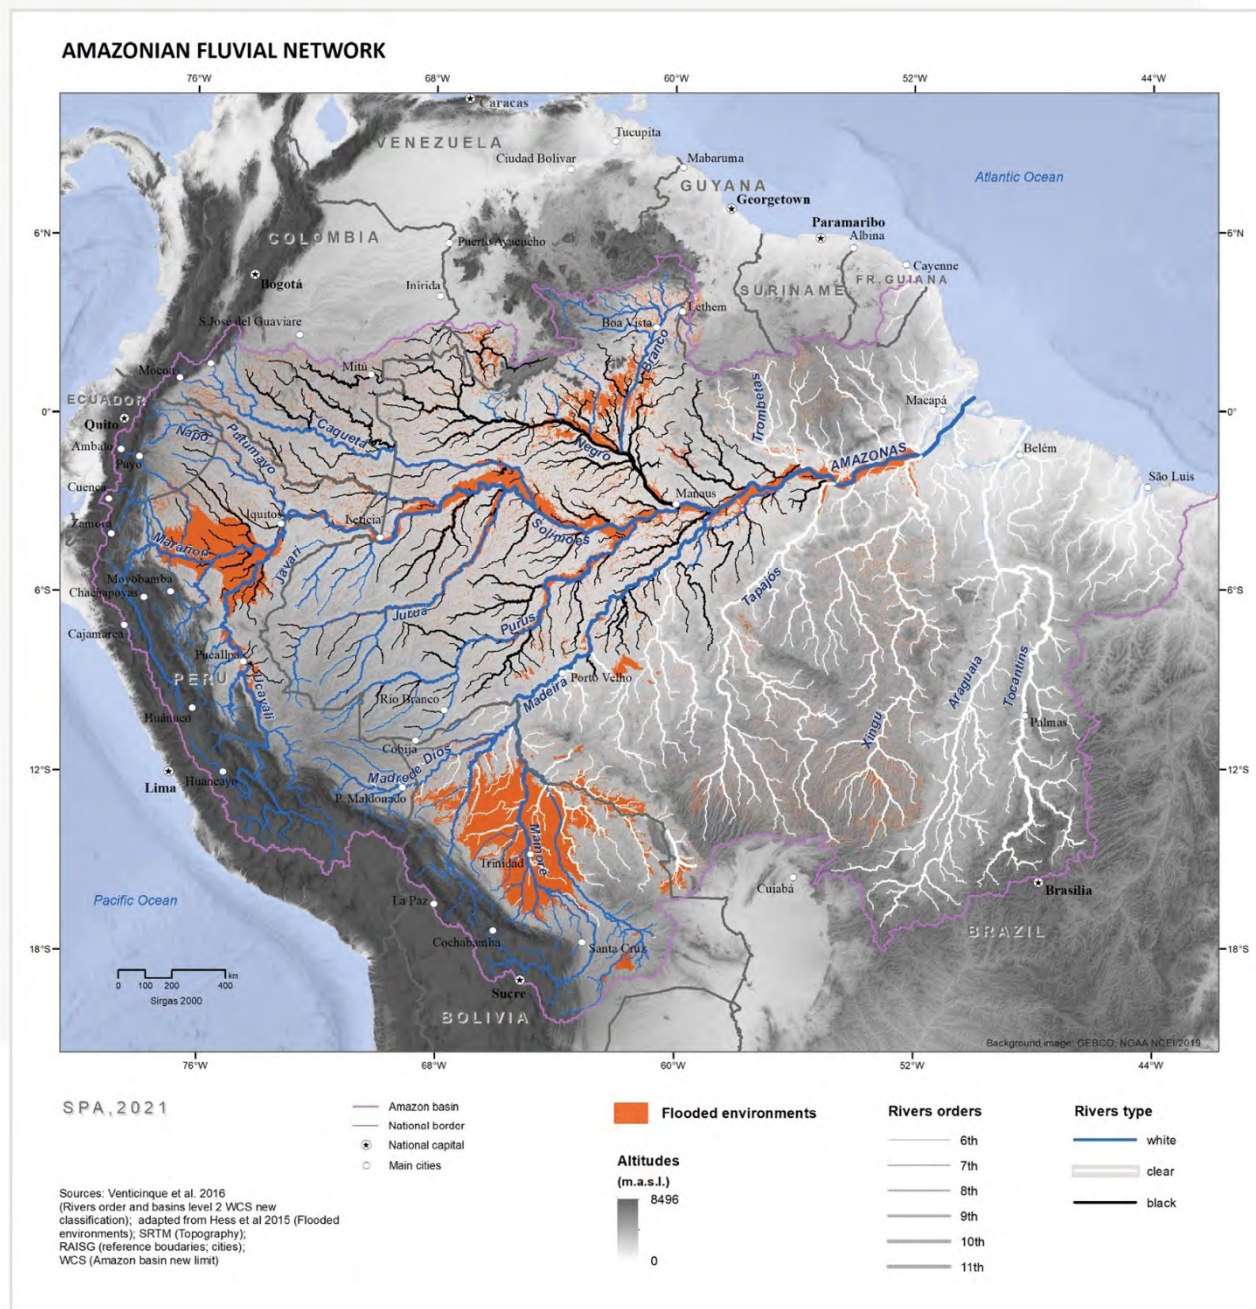 AMAZONIAN FLUVIAL NETWORK
76°W 68°W 60°W 52°W 44°W
Caracas
VENEZUELA
Tucupita
Ciudad Bolivar
Mabaruma
GUYANA
Georgetown
Atlantic Ocean
Paramaribo
Albina
6°N
COLOMBIA
Puerto Ayacucho
6°N
Cayenne
FR.GUIANA
Bogotá
Inírida
SURINAME
Lethem
S.José del Guaviare
Boa Vista
Branco
Mitú
Mocoa
Trombetas
ECUADOR
Macapá
0°
0°
Quito
Napo
Putumayo
Caqueta
Negro
AMAZONAS
Ambato
Puyo
Belém
Cuenca
Manaus
São Luis
Iquitos
Leticia
Zamora
Solimoes
Marañon
Javari
Moyobamba
Chachapoyas
6°S
Tapajos
6°S
Jurua
Purus
Cajamarca
Pucallpa
PERU
Ucayali
Rio Branco
Madeira
Porto Velho
Araguaia
Tocantins
Huánuco
Palmas
Xingu
Cobija
Madre de Dios
12°S
12°S
Lima
Huancayo
P. Maldonado
Mamore
Trinidad
Cuiabá
Brasília
Pacific Ocean
La Paz
BRAZIL
Cochabamba
Santa Cruz
18°S
18°S
0 100 200 400 km
Sirgas 2000
Sucre
BOLIVIA
Background image: GEBCO; NOAA NCEI/2019
76°W 68°W 60°W 52°W 44°W
SPA,2021
Amazon basin
National border
National capital
Main cities
Flooded environments
Altitudes
(m.a.s.l.)
8496
0
Rivers orders
6th
7th
8th
9th
10th
11th
Rivers type
white
clear
black
Sources: Venticinque et al. 2016
(Rivers order and basins level 2 WCS new
classification); adapted from Hess et al 2015 (Flooded
environments); SRTM (Topography);
RAISG (reference boudaries; cities);
WCS (Amazon basin new limit)